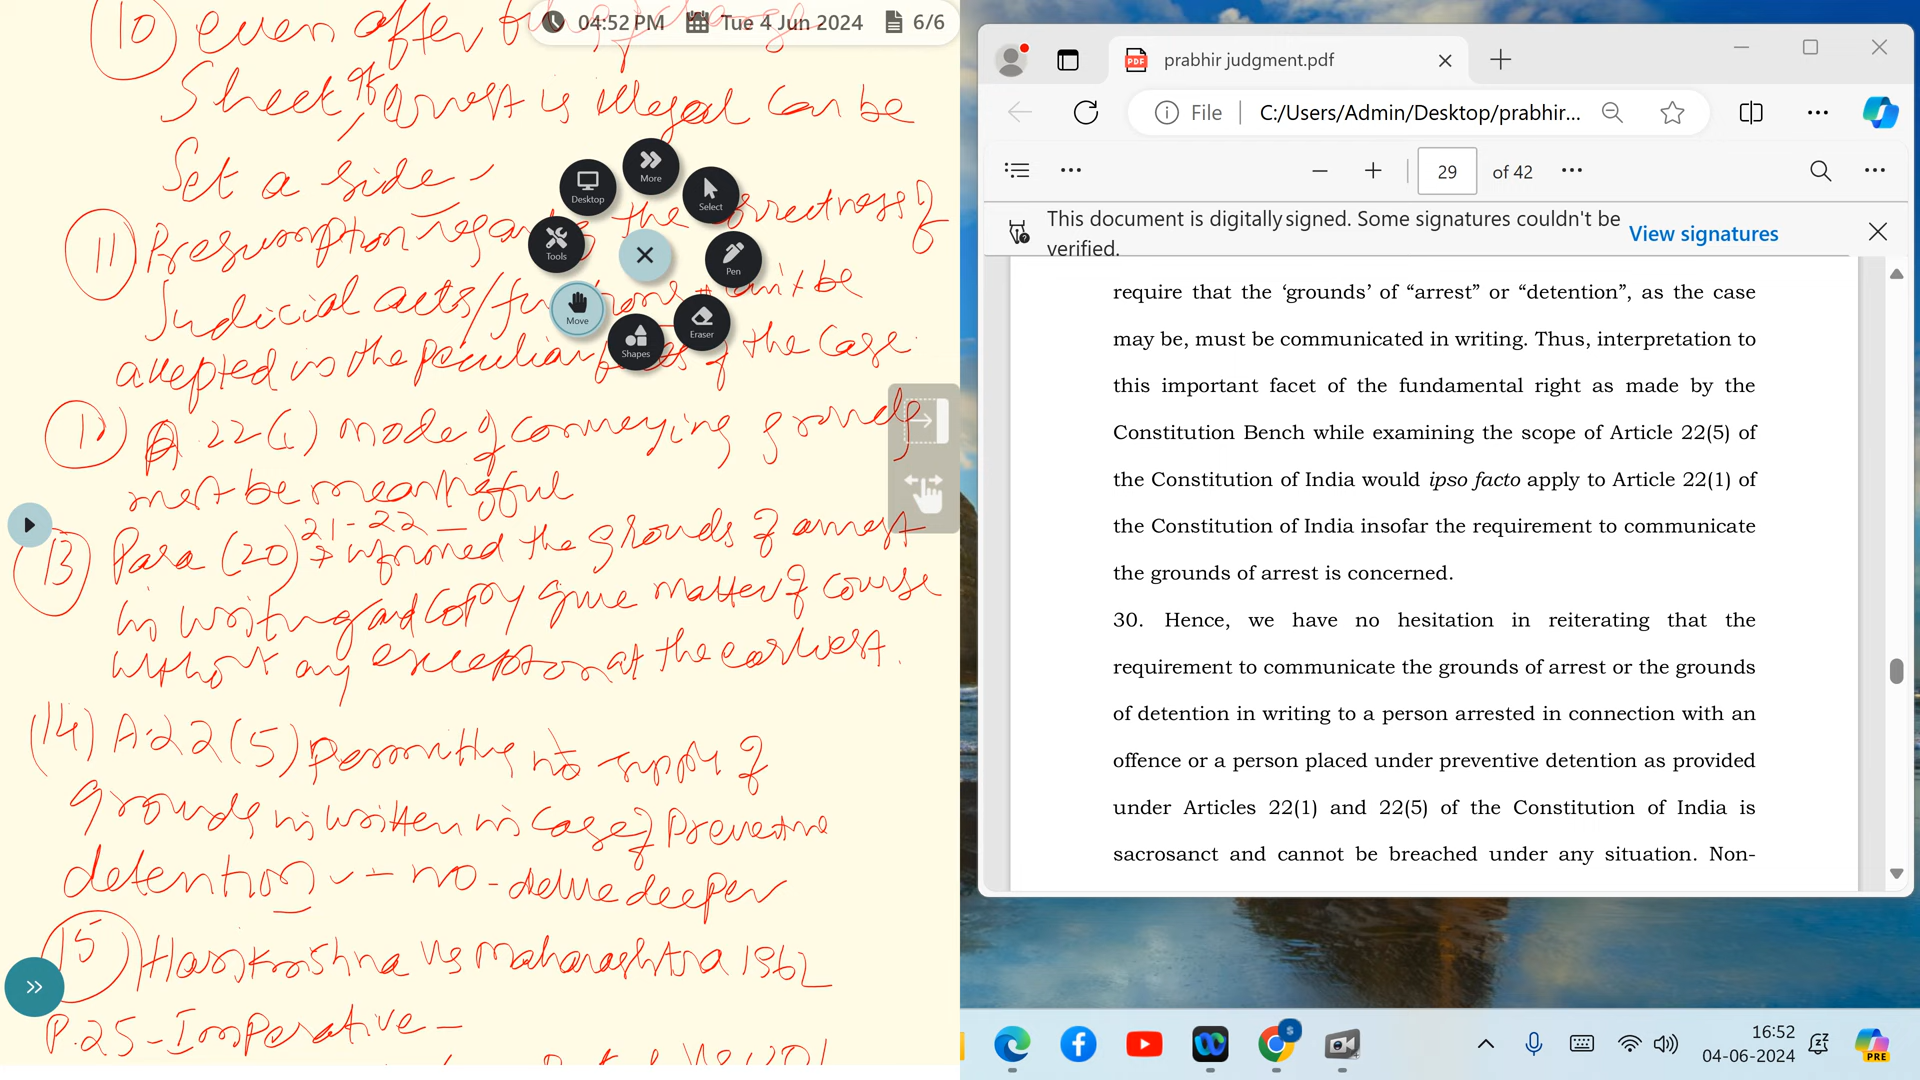 04:52 PM Tue 4 Jun 2024 6/6
10 even after
Sheet, if Arrest is illegal can be
Set a side
11 Presumption the correctness of
Judicial acts/functions can't be
accepted in the peculiar facts of the Case
12 A 22(1) mode of conveying grounds
must be meaningful
13 Para (20) 21-22 informed the grounds of arrest
in writing and copy give matter of course
without any exception at the earliest.
(14) A.22(5) permitting no supply of
grounds in written in case of Preventive
detention - no - delve deeper
15 Harikrishna Vs Maharashtra 1962
P.25 - Imperative -
Desktop
More
Select
Tools
Pen
Move
Eraser
Shapes
prabhir judgment.pdf
File C:/Users/Admin/Desktop/prabhir...
29 of 42
This document is digitally signed. Some signatures couldn't be
verified.
View signatures
require that the ‘grounds’ of “arrest” or “detention”, as the case
may be, must be communicated in writing. Thus, interpretation to
this important facet of the fundamental right as made by the
Constitution Bench while examining the scope of Article 22(5) of
the Constitution of India would ipso facto apply to Article 22(1) of
the Constitution of India insofar the requirement to communicate
the grounds of arrest is concerned.
30. Hence, we have no hesitation in reiterating that the
requirement to communicate the grounds of arrest or the grounds
of detention in writing to a person arrested in connection with an
offence or a person placed under preventive detention as provided
under Articles 22(1) and 22(5) of the Constitution of India is
sacrosanct and cannot be breached under any situation. Non-
16:52
04-06-2024
PRE